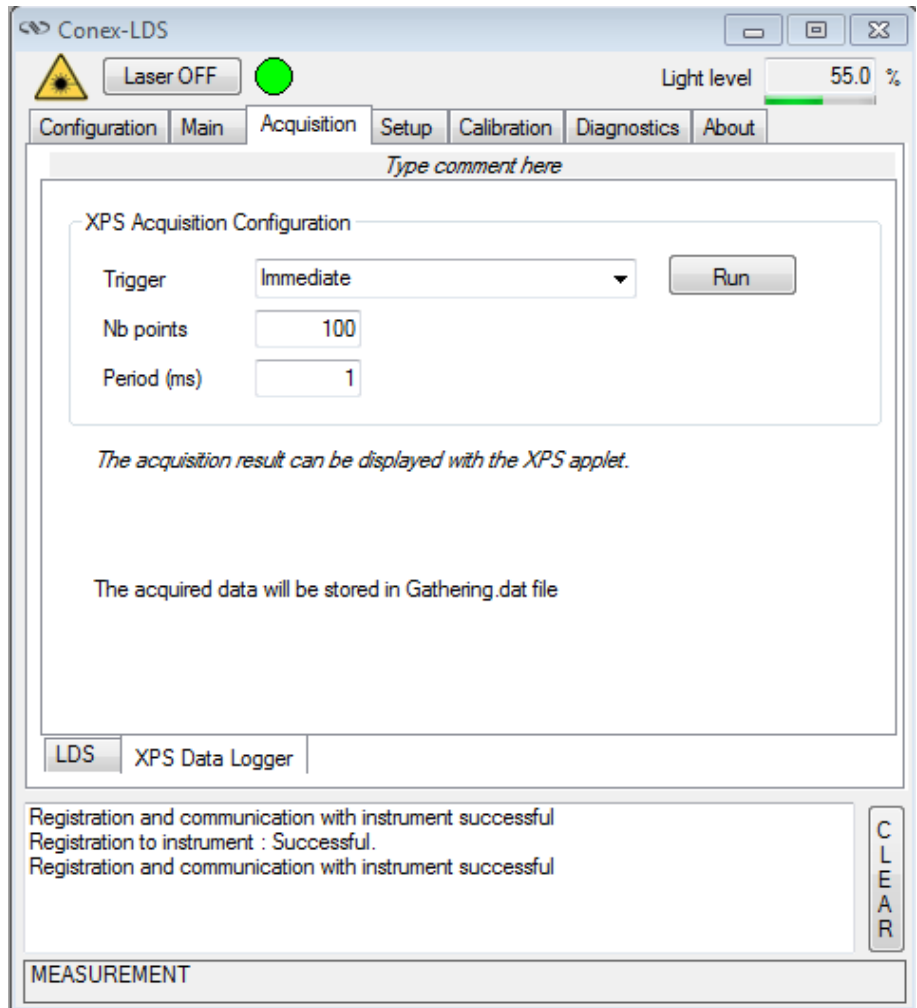 Conex-LDS
Laser OFF Light level 55.0 %
Configuration Main Acquisition Setup Calibration Diagnostics About
Type comment here
XPS Acquisition Configuration
Trigger Immediate Run
Nb points 100
Period (ms) 1
The acquisition result can be displayed with the XPS applet.
The acquired data will be stored in Gathering.dat file
LDS XPS Data Logger
Registration and communication with instrument successful
Registration to instrument : Successful.
Registration and communication with instrument successful
CLEAR
MEASUREMENT